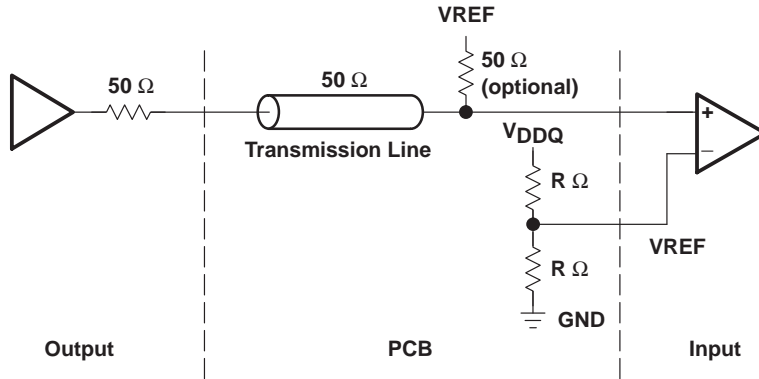 VREF
50 Ω
50 Ω
50 Ω
(optional)
Transmission Line
VDDQ
+
−
R Ω
VREF
R Ω
GND
Output
PCB
Input